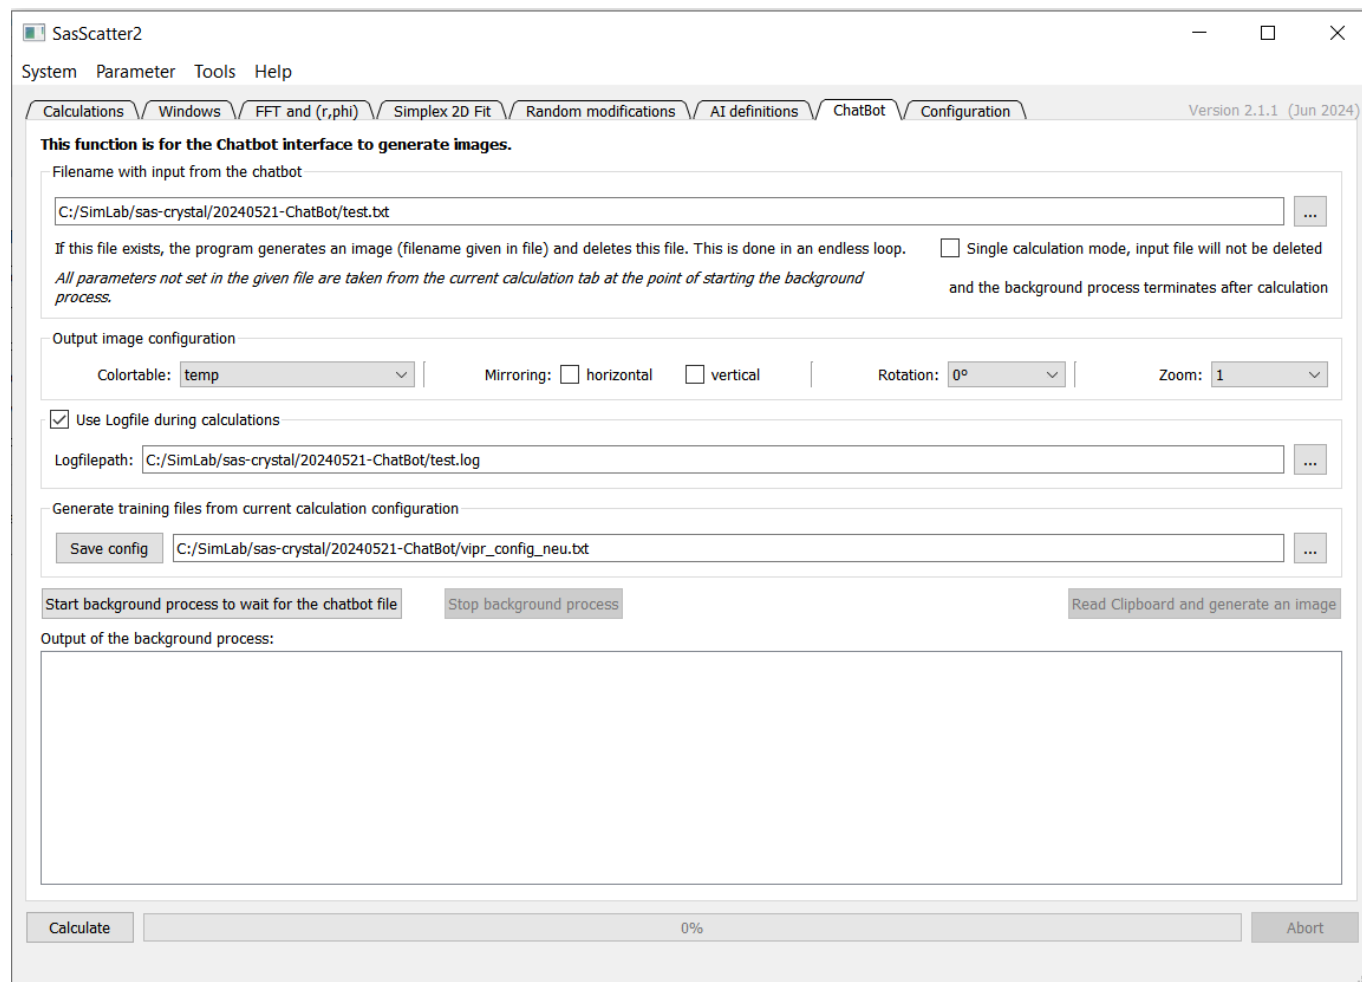 SasScatter2
System Parameter Tools Help
Calculations Windows FFT and (r,phi) Simplex 2D Fit Random modifications AI definitions ChatBot Configuration Version 2.1.1 (Jun 2024)
This function is for the Chatbot interface to generate images.
Filename with input from the chatbot
C:/SimLab/sas-crystal/20240521-ChatBot/test.txt ...
If this file exists, the program generates an image (filename given in file) and deletes this file. This is done in an endless loop. Single calculation mode, input file will not be deleted
All parameters not set in the given file are taken from the current calculation tab at the point of starting the background
process.
and the background process terminates after calculation
Output image configuration
Colortable: temp Mirroring: horizontal vertical Rotation: 0° Zoom: 1
Use Logfile during calculations
Logfilepath: C:/SimLab/sas-crystal/20240521-ChatBot/test.log ...
Generate training files from current calculation configuration
Save config C:/SimLab/sas-crystal/20240521-ChatBot/vipr_config_neu.txt ...
Start background process to wait for the chatbot file Stop background process Read Clipboard and generate an image
Output of the background process:
Calculate 0% Abort